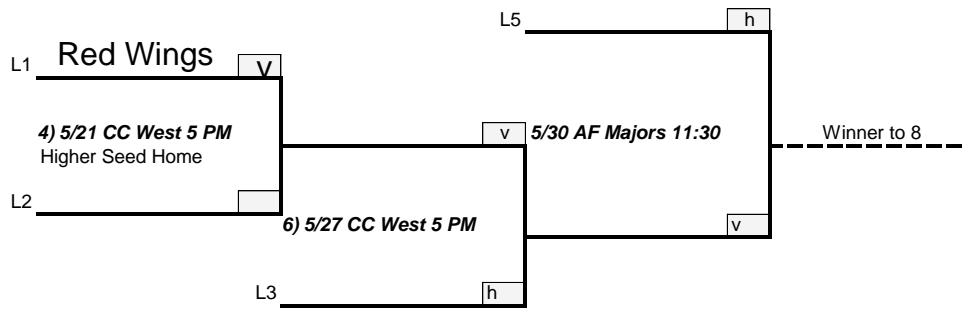 L5
h
L1
Red Wings
V
4) 5/21 CC West 5 PM
Higher Seed Home
v
5/30 AF Majors 11:30
Winner to 8
L2
6) 5/27 CC West 5 PM
v
L3
h